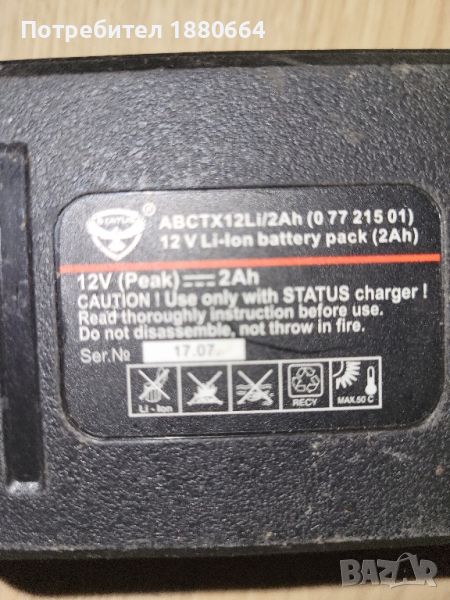 Потребител 1880664
STATUS
®
ABCTX12Li/2Ah (0 77 215 01)
12 V Li-Ion battery pack (2Ah)
12V (Peak) ⎓ 2Ah
CAUTION ! Use only with STATUS charger !
Read thoroughly instruction before use.
Do not disassemble, not throw in fire.
Ser.№ 17.07
Li - Ion
RECY
MAX.50 C
BAZAR